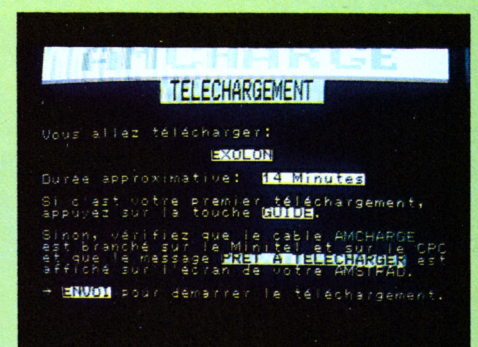 AMCHARGE
TELECHARGEMENT
Vous allez télécharger:
EXOLON
Durée approximative: 14 Minutes
Si c'est votre premier téléchargement,
appuyez sur la touche GUIDE.
Sinon, vérifiez que le cable AMCHARGE
est branché sur le Minitel et sur le CPC
et que le message PRET A TELECHARGER est
affiché sur l'écran de votre AMSTRAD.
→ ENVOI pour démarrer le téléchargement.